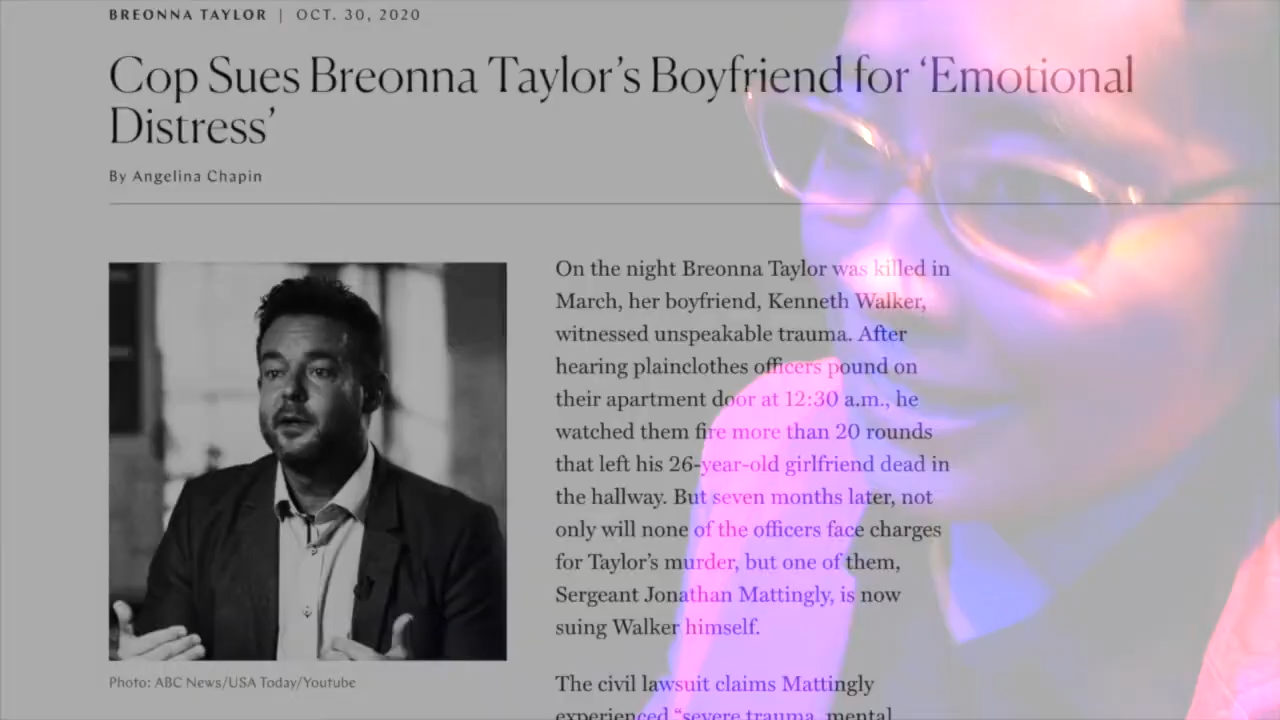 BREONNA TAYLOR | OCT. 30, 2020
Cop Sues Breonna Taylor’s Boyfriend for ‘Emotional
Distress’
By Angelina Chapin
On the night Breonna Taylor was killed in
March, her boyfriend, Kenneth Walker,
witnessed unspeakable trauma. After
hearing plainclothes officers pound on
their apartment door at 12:30 a.m., he
watched them fire more than 20 rounds
that left his 26-year-old girlfriend dead in
the hallway. But seven months later, not
only will none of the officers face charges
for Taylor’s murder, but one of them,
Sergeant Jonathan Mattingly, is now
suing Walker himself.
Photo: ABC News/USA Today/Youtube
The civil lawsuit claims Mattingly
experienced “severe trauma, mental